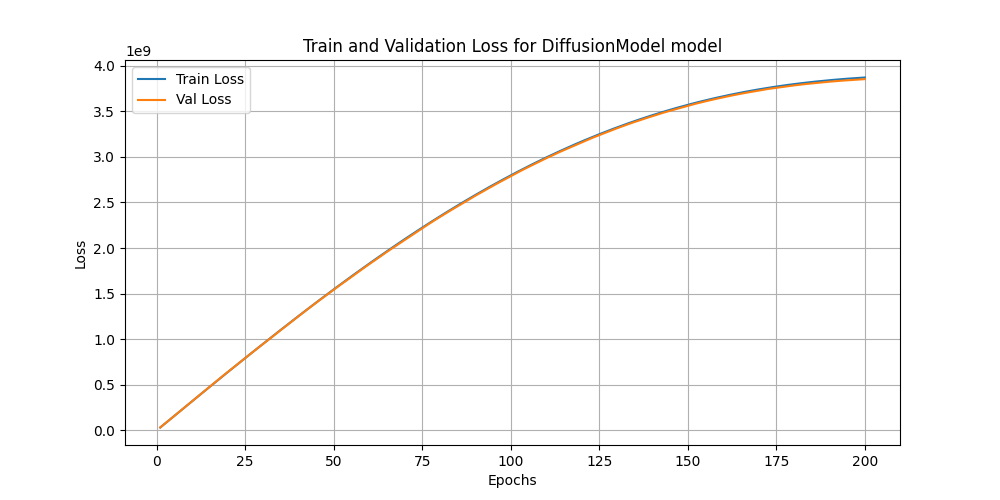 Train and Validation Loss for DiffusionModel model
1e9
4.0
3.5
3.0
2.5
2.0
1.5
1.0
0.5
0.0
Loss
Train Loss
Val Loss
0 25 50 75 100 125 150 175 200
Epochs